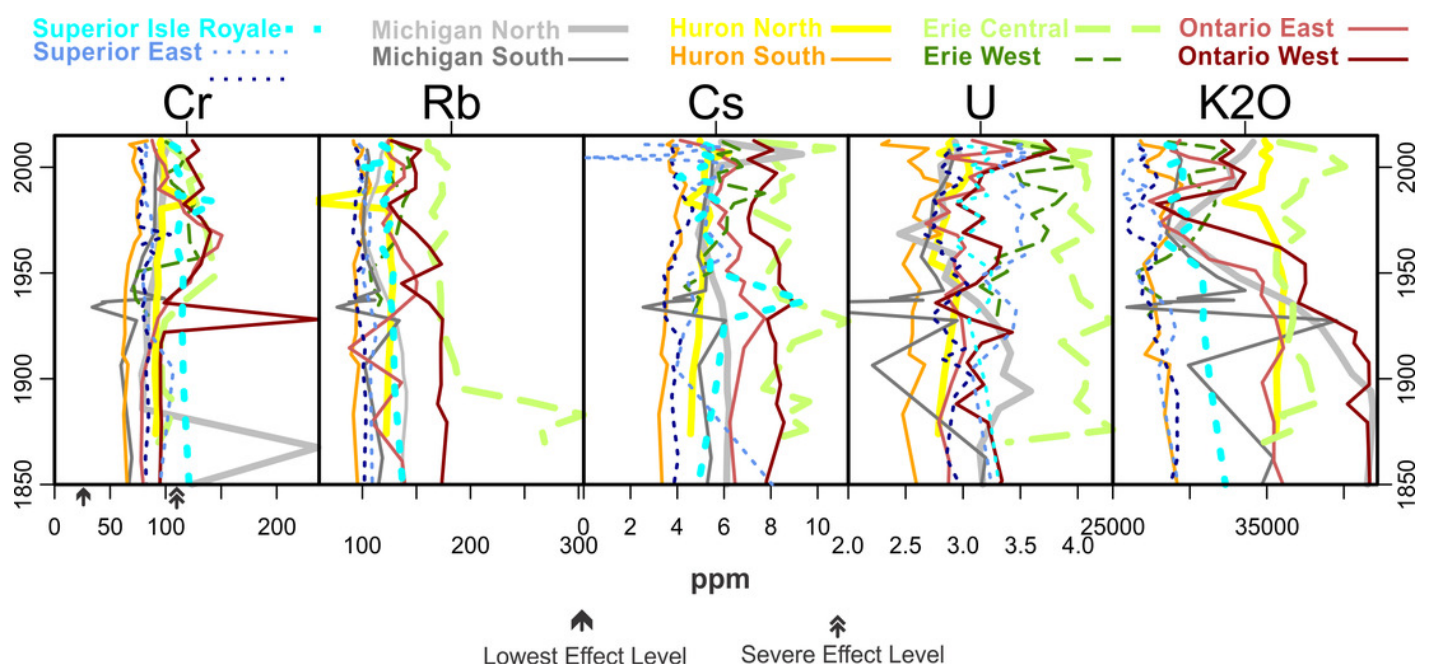 Superior Isle Royale
Superior East
Michigan North
Michigan South
Huron North
Huron South
Erie Central
Erie West
Ontario East
Ontario West
Cr
Rb
Cs
U
K2O
2000
1950
1900
1850
2000
1950
1900
1850
0 50 100 200
100 200 300
0 2 4 6 8 10
2.0 2.5 3.0 3.5 4.0
25000 35000
ppm
Lowest Effect Level
Severe Effect Level